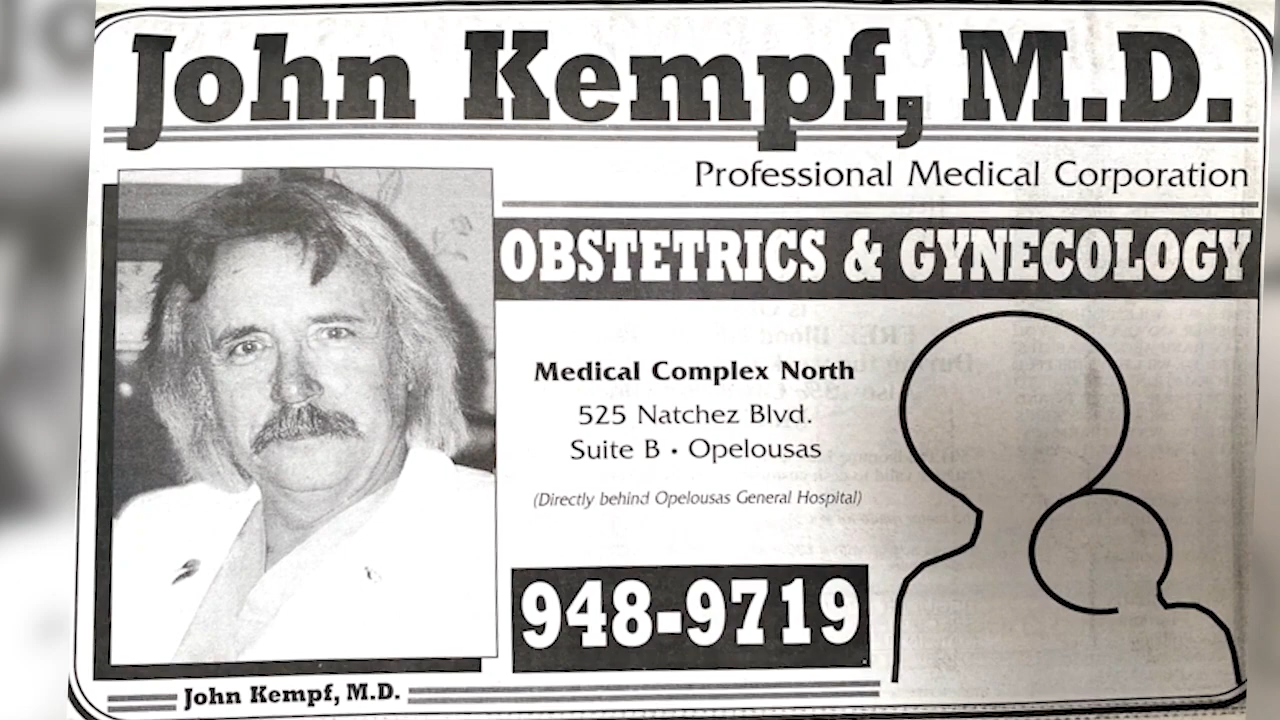 John Kempf, M.D.
Professional Medical Corporation
OBSTETRICS & GYNECOLOGY
Medical Complex North
525 Natchez Blvd.
Suite B • Opelousas
(Directly behind Opelousas General Hospital)
948-9719
John Kempf, M.D.